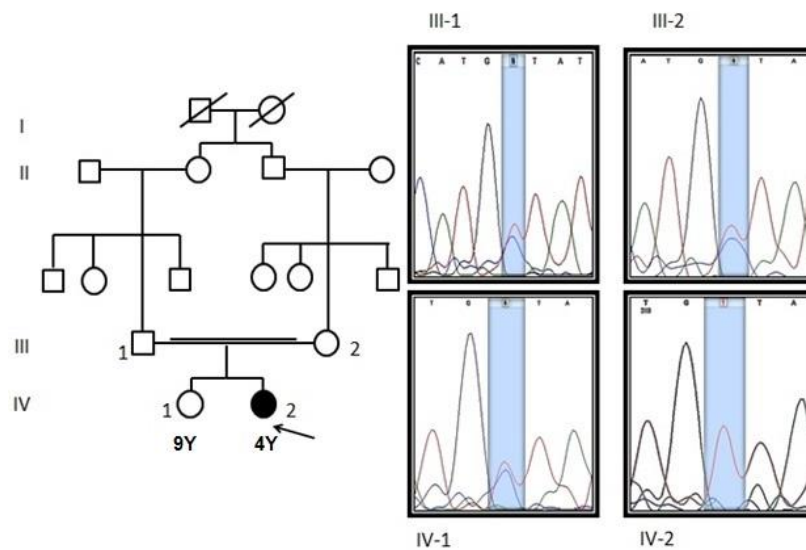 III-1
III-2
C A T G T A T
A T G T A
I
II
T G T A
T G T T A
III
1
2
IV
1
2
9Y
4Y
IV-1
IV-2